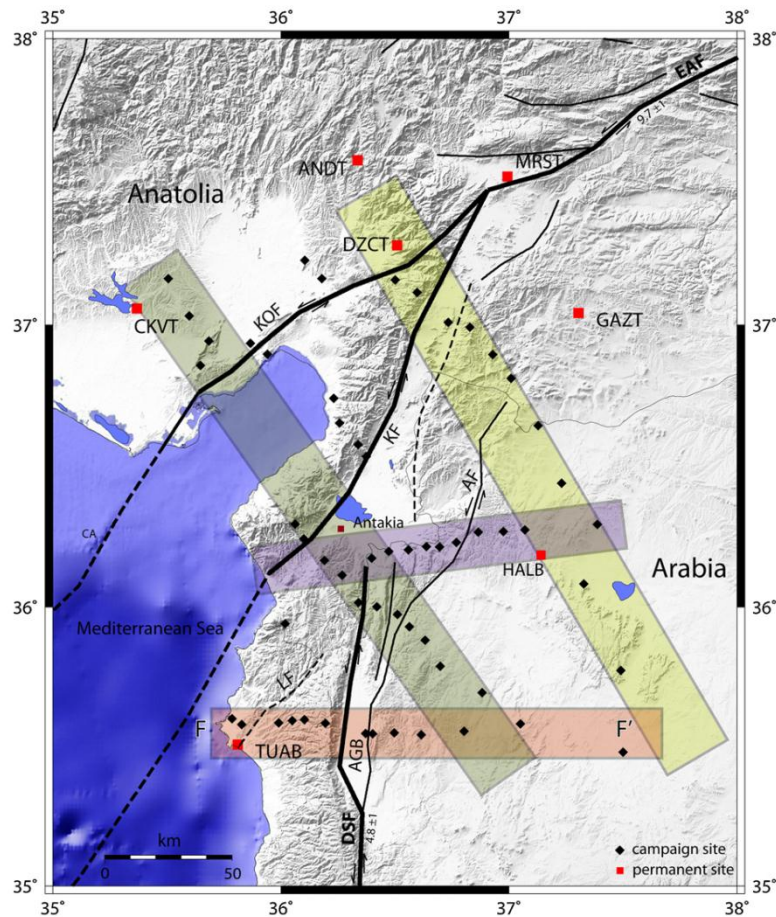 35° 36° 37° 38°
38° 38°
EAF
9.7 ±1
ANDT
MRST
Anatolia
DZCT
37° 37°
CKVT
KOF
GAZT
KF
AF
CA
Antakia
HALB
Arabia
36° 36°
Mediterranean Sea
LF
F F'
TUAB
AGB
DSF
4.8 ±1
km
0 50
campaign site
permanent site
35° 35°
35° 36° 37° 38°